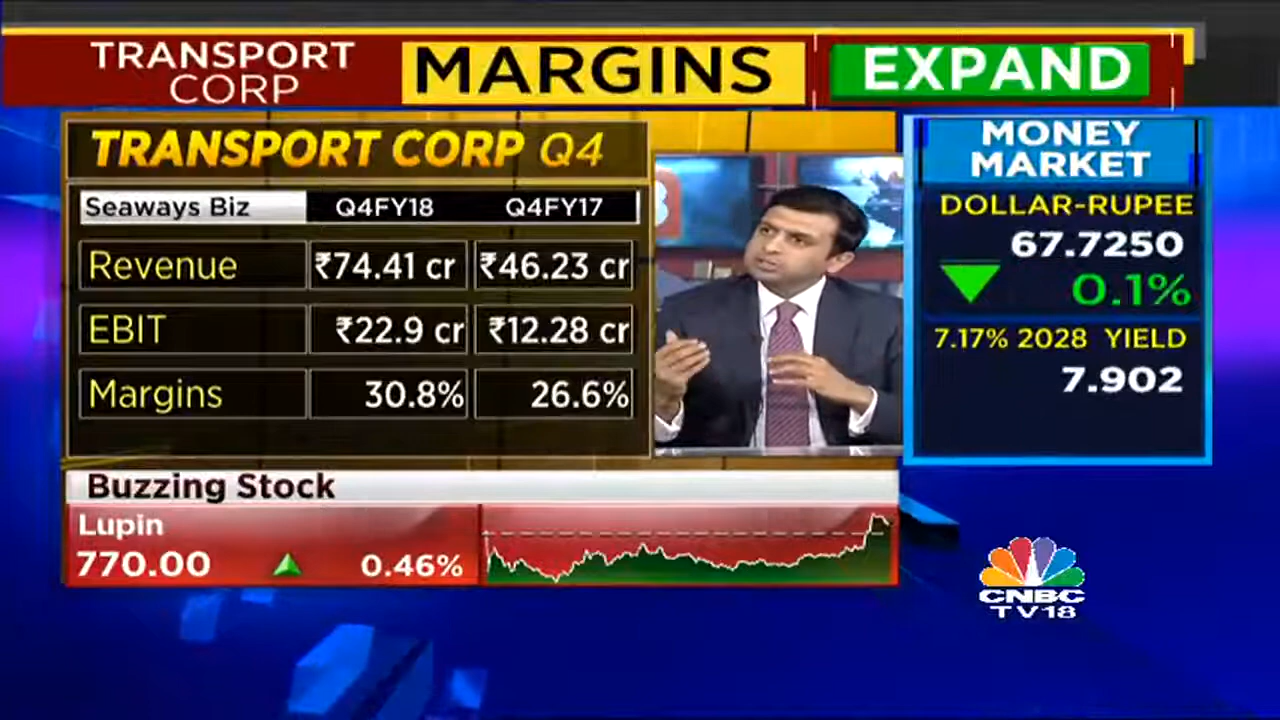 TRANSPORT
CORP
MARGINS
EXPAND
TRANSPORT CORP Q4
Seaways Biz Q4FY18 Q4FY17
Revenue ₹74.41 cr ₹46.23 cr
EBIT ₹22.9 cr ₹12.28 cr
Margins 30.8% 26.6%
MONEY
MARKET
DOLLAR-RUPEE
67.7250
0.1%
7.17% 2028 YIELD
7.902
Buzzing Stock
Lupin
770.00 0.46%
CNBC
TV18